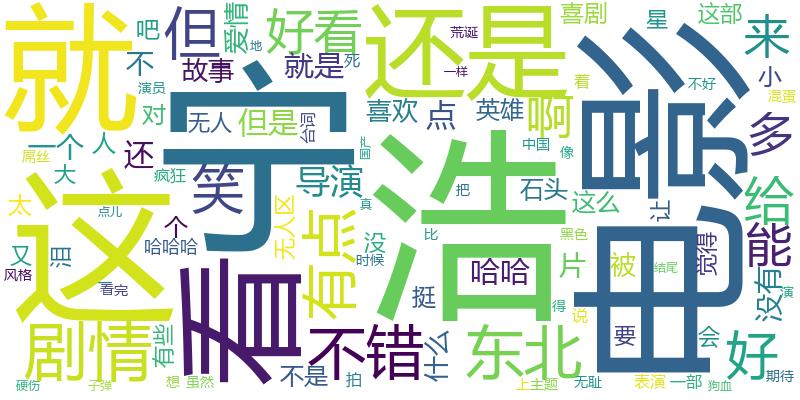 就
吧
但
爱情
地
好看
还是
荒诞
喜剧
星
这部
来
不
故事
就是
死
一样
电影
着
不好
小
混蛋
演员
对
宁
无人
但是
台词
喜欢
点
英雄
啊
多
一个
人
还
国产
浩
中国
像
屌丝
大
疯狂
笑
导演
石头
这么
让
给
这
太
点儿
个
无人区
有点
真
把
黑色
能
又
泪
哈哈哈
没
比
片
被
觉得
没有
风格
看完
看
时候
挺
哈哈
得
说
结尾
演
剧情
有些
不错
什么
东北
要
会
好
硬伤
子弹
想
虽然
不是
拍
上主题
无耻
表演
一部
狗血
期待